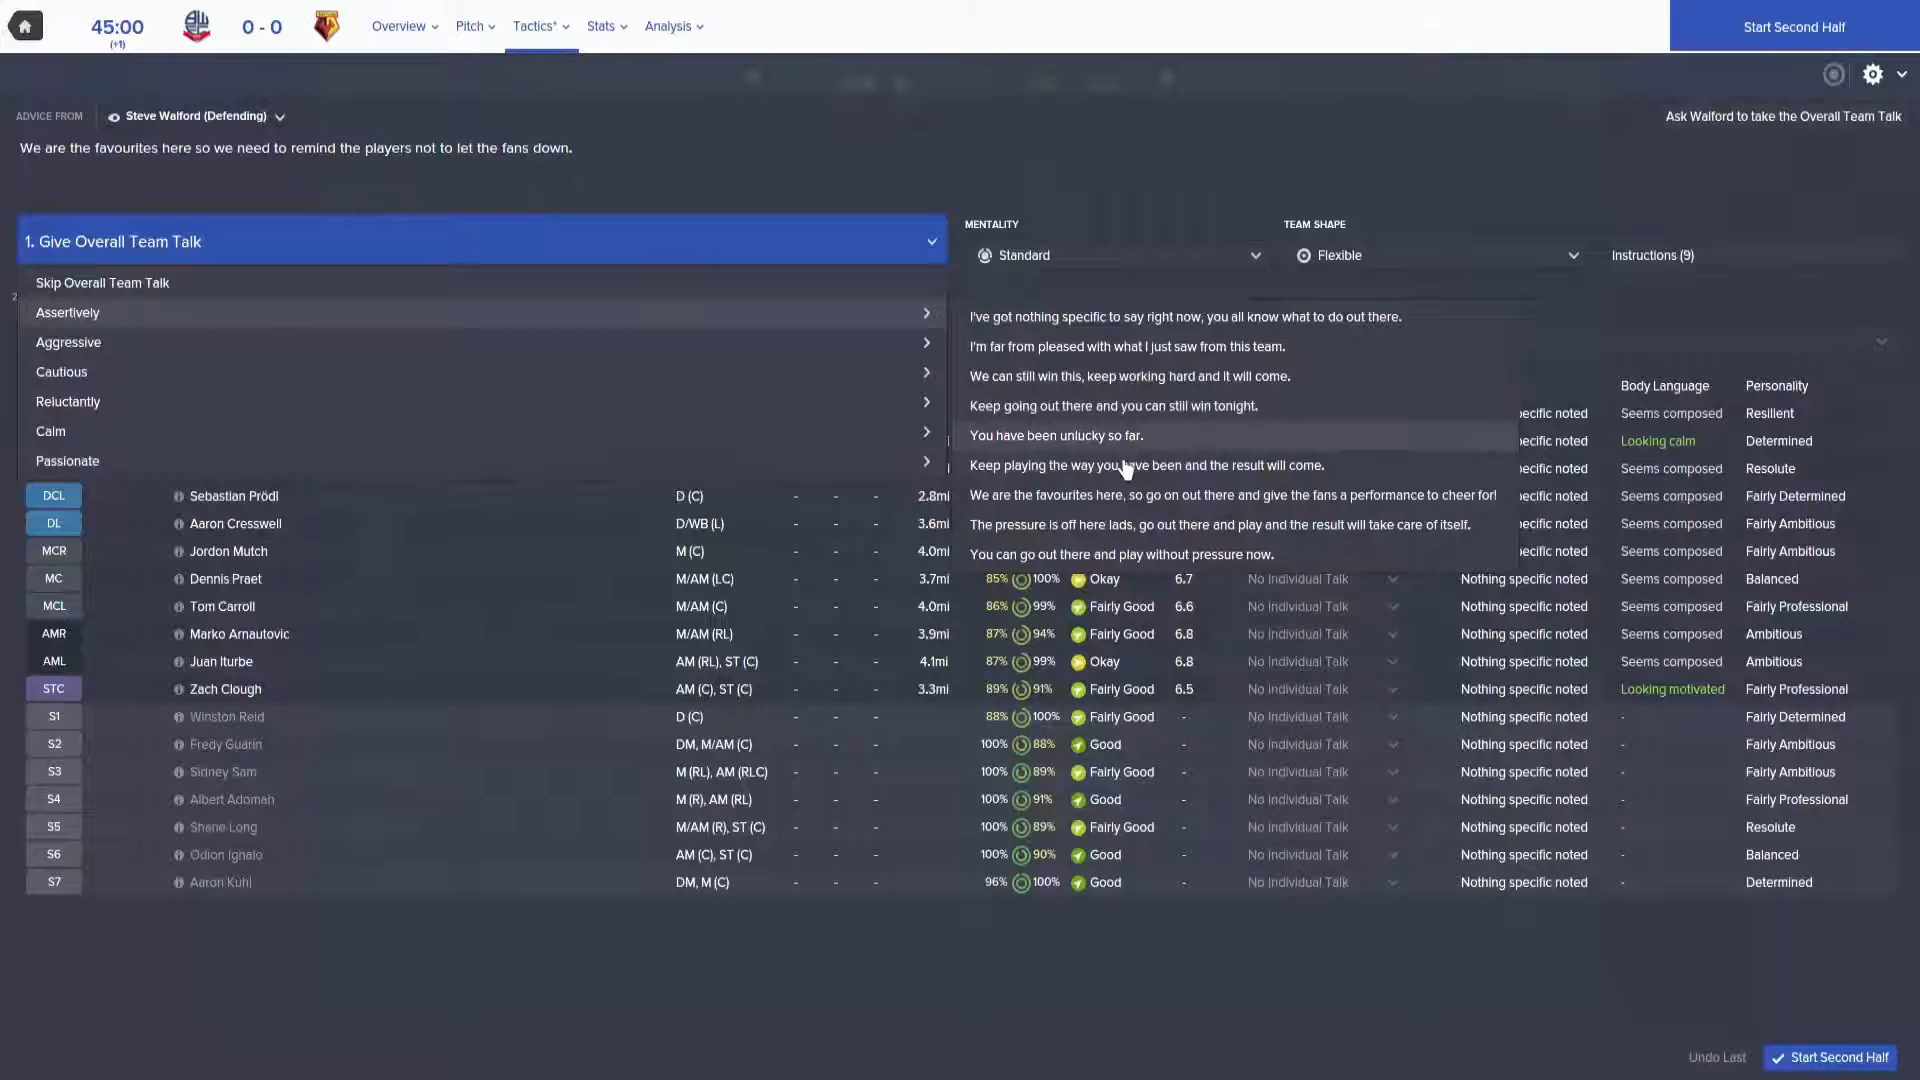 45:00
(+1)
0 - 0
Overview
Pitch
Tactics*
Stats
Analysis
Start Second Half
ADVICE FROM
Steve Walford (Defending)
Ask Walford to take the Overall Team Talk
We are the favourites here so we need to remind the players not to let the fans down.
MENTALITY
TEAM SHAPE
1. Give Overall Team Talk
Standard
Flexible
Instructions (9)
Skip Overall Team Talk
2
Assertively
Aggressive
Cautious
Reluctantly
Calm
Passionate
I've got nothing specific to say right now, you all know what to do out there.
I'm far from pleased with what I just saw from this team.
We can still win this, keep working hard and it will come.
Keep going out there and you can still win tonight.
You have been unlucky so far.
Keep playing the way you have been and the result will come.
We are the favourites here, so go on out there and give the fans a performance to cheer for!
The pressure is off here lads, go out there and play and the result will take care of itself.
You can go out there and play without pressure now.
Body Language Personality
specific noted Seems composed Resilient
specific noted Looking calm Determined
specific noted Seems composed Resolute
DCL Sebastian Prödl D (C) - - - 2.8mi specific noted Seems composed Fairly Determined
DL Aaron Cresswell D/WB (L) - - - 3.6mi specific noted Seems composed Fairly Ambitious
MCR Jordon Mutch M (C) - - - 4.0mi specific noted Seems composed Fairly Ambitious
MC Dennis Praet M/AM (LC) - - - 3.7mi 85% 100% Okay 6.7 No Individual Talk Nothing specific noted Seems composed Balanced
MCL Tom Carroll M/AM (C) - - - 4.0mi 86% 99% Fairly Good 6.6 No Individual Talk Nothing specific noted Seems composed Fairly Professional
AMR Marko Arnautovic M/AM (RL) - - - 3.9mi 87% 94% Fairly Good 6.8 No Individual Talk Nothing specific noted Seems composed Ambitious
AML Juan Iturbe AM (RL), ST (C) - - - 4.1mi 87% 99% Okay 6.8 No Individual Talk Nothing specific noted Seems composed Ambitious
STC Zach Clough AM (C), ST (C) - - - 3.3mi 89% 91% Fairly Good 6.5 No Individual Talk Nothing specific noted Looking motivated Fairly Professional
S1 Winston Reid D (C) - - - 88% 100% Fairly Good - No Individual Talk Nothing specific noted - Fairly Determined
S2 Fredy Guarin DM, M/AM (C) - - - 100% 88% Good - No Individual Talk Nothing specific noted - Fairly Ambitious
S3 Sidney Sam M (RL), AM (RLC) - - - 100% 89% Fairly Good - No Individual Talk Nothing specific noted - Fairly Ambitious
S4 Albert Adomah M (R), AM (RL) - - - 100% 91% Good - No Individual Talk Nothing specific noted - Fairly Professional
S5 Shane Long M/AM (R), ST (C) - - - 100% 89% Fairly Good - No Individual Talk Nothing specific noted - Resolute
S6 Odion Ighalo AM (C), ST (C) - - - 100% 90% Good - No Individual Talk Nothing specific noted - Balanced
S7 Aaron Kuhl DM, M (C) - - - 96% 100% Good - No Individual Talk Nothing specific noted - Determined
Undo Last
Start Second Half